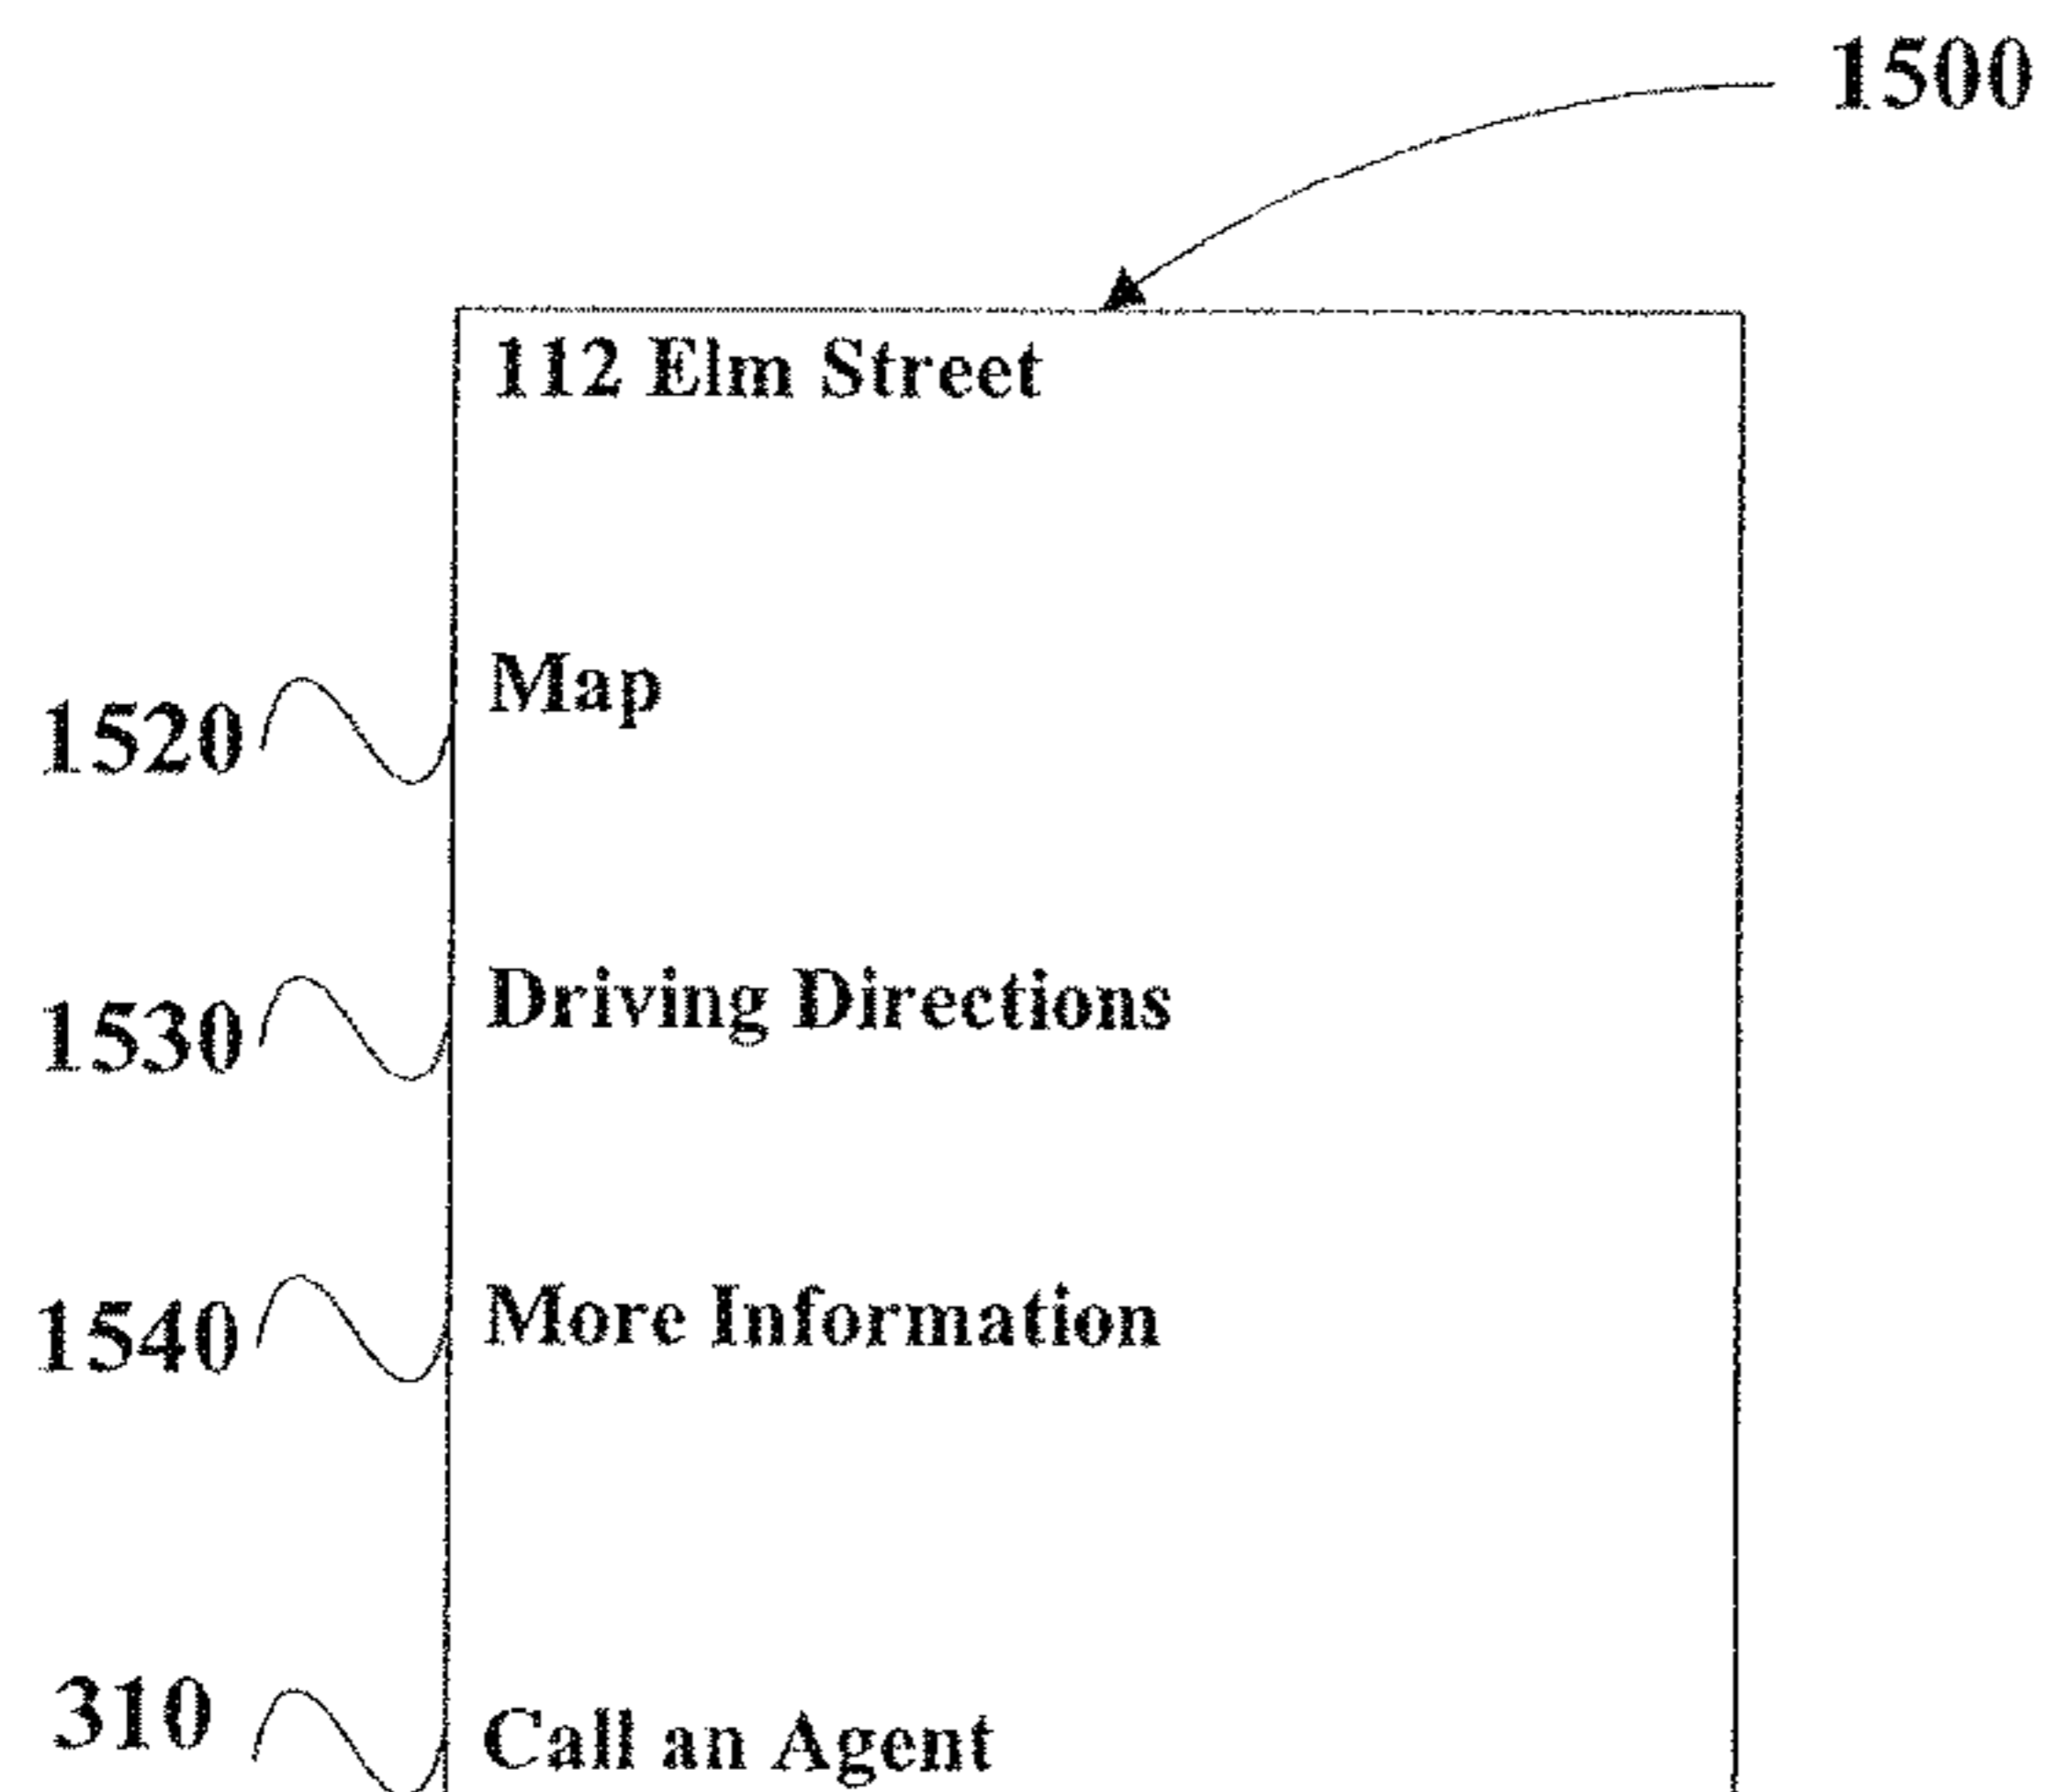 1500
112 Elm Street
Map
1520
Driving Directions
1530
More Information
1540
310
Call an Agent